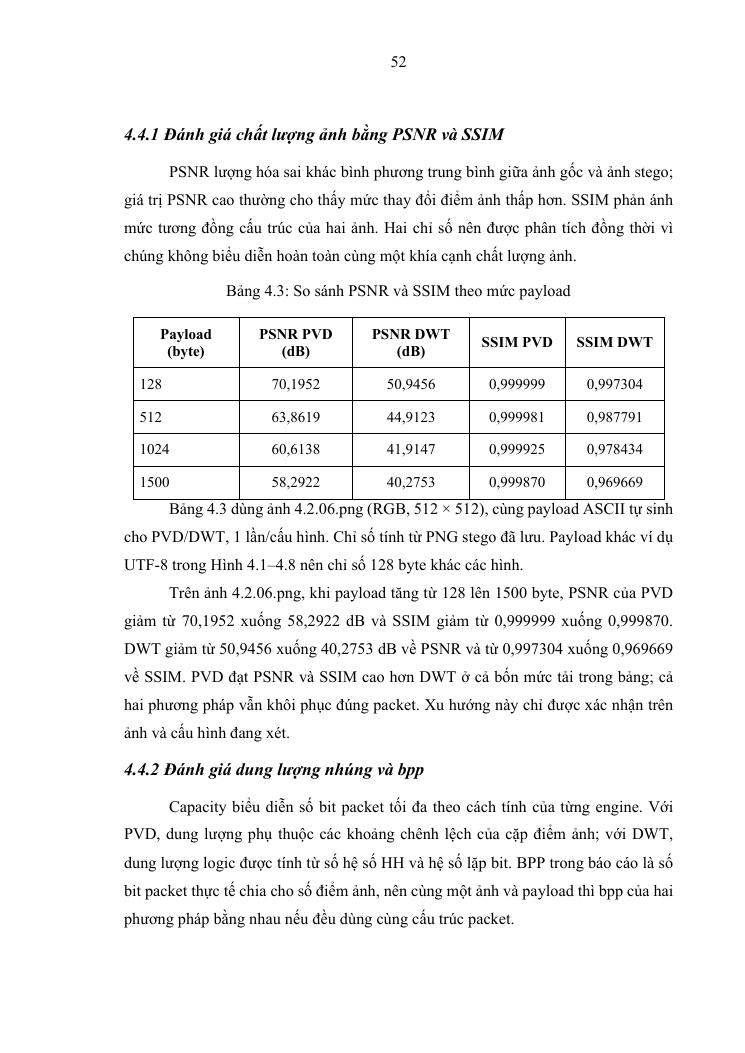 52
4.4.1 Đánh giá chất lượng ảnh bằng PSNR và SSIM
PSNR lượng hóa sai khác bình phương trung bình giữa ảnh gốc và ảnh stego;
giá trị PSNR cao thường cho thấy mức thay đổi điểm ảnh thấp hơn. SSIM phản ánh
mức tương đồng cấu trúc của hai ảnh. Hai chỉ số nên được phân tích đồng thời vì
chúng không biểu diễn hoàn toàn cùng một khía cạnh chất lượng ảnh.
Bảng 4.3: So sánh PSNR và SSIM theo mức payload
Payload (byte) PSNR PVD (dB) PSNR DWT (dB) SSIM PVD SSIM DWT
128 70,1952 50,9456 0,999999 0,997304
512 63,8619 44,9123 0,999981 0,987791
1024 60,6138 41,9147 0,999925 0,978434
1500 58,2922 40,2753 0,999870 0,969669
Bảng 4.3 dùng ảnh 4.2.06.png (RGB, 512 × 512), cùng payload ASCII tự sinh
cho PVD/DWT, 1 lần/cấu hình. Chỉ số tính từ PNG stego đã lưu. Payload khác ví dụ
UTF-8 trong Hình 4.1–4.8 nên chỉ số 128 byte khác các hình.
Trên ảnh 4.2.06.png, khi payload tăng từ 128 lên 1500 byte, PSNR của PVD
giảm từ 70,1952 xuống 58,2922 dB và SSIM giảm từ 0,999999 xuống 0,999870.
DWT giảm từ 50,9456 xuống 40,2753 dB về PSNR và từ 0,997304 xuống 0,969669
về SSIM. PVD đạt PSNR và SSIM cao hơn DWT ở cả bốn mức tải trong bảng; cả
hai phương pháp vẫn khôi phục đúng packet. Xu hướng này chỉ được xác nhận trên
ảnh và cấu hình đang xét.
4.4.2 Đánh giá dung lượng nhúng và bpp
Capacity biểu diễn số bit packet tối đa theo cách tính của từng engine. Với
PVD, dung lượng phụ thuộc các khoảng chênh lệch của cặp điểm ảnh; với DWT,
dung lượng logic được tính từ số hệ số HH và hệ số lặp bit. BPP trong báo cáo là số
bit packet thực tế chia cho số điểm ảnh, nên cùng một ảnh và payload thì bpp của hai
phương pháp bằng nhau nếu đều dùng cùng cấu trúc packet.